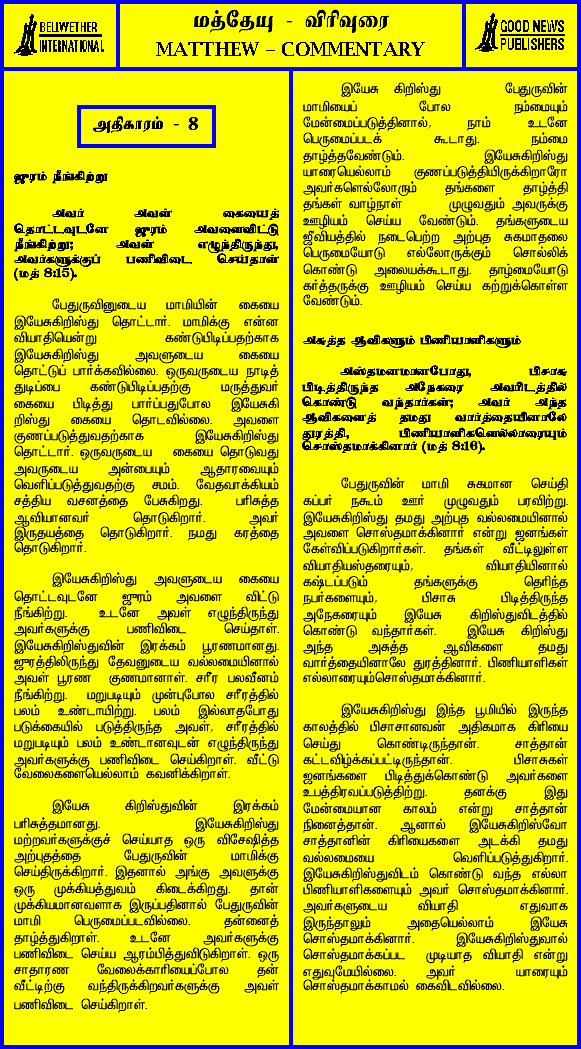 BELIWETHER
INTERNATIONAL
மத்தேயு - விரிவுரை
MATTHEW – COMMENTARY
GOOD NEWS
PUBLISHERS
அதிகாரம் - 8
ஜுரம் நீங்கிற்று
அவர் அவள் கையைத்
தொட்டவுடனே ஜுரம் அவளைவிட்டு
நீங்கிற்று; அவள் எழுந்திருந்து,
அவர்களுக்குப் பணிவிடை செய்தாள்
(மத் 8:15).
பேதுருவினுடைய மாமியின் கையை
இயேசுகிறிஸ்து தொட்டார். மாமிக்கு என்ன
வியாதியென்று கண்டுபிடிப்பதற்காக
இயேசுகிறிஸ்து அவளுடைய கையை
தொட்டுப் பார்க்கவில்லை. ஒருவருடைய நாடித்
துடிப்பை கண்டுபிடிப்பதற்கு மருத்துவர்
கையை பிடித்து பார்ப்பதுபோல இயேசுகி
றிஸ்து கையை தொடவில்லை. அவளை
குணப்படுத்துவதற்காக இயேசுகிறிஸ்து
தொட்டார். ஒருவருடைய கையை தொடுவது
அவருடைய அன்பையும் ஆதரவையும்
வெளிப்படுத்துவதற்கு சமம். வேதவாக்கியம்
சத்திய வசனத்தை பேசுகிறது. பரிசுத்த
ஆவியானவர் தொடுகிறார். அவர்
இருதயத்தை தொடுகிறார். நமது கரத்தை
தொடுகிறார்.
இயேசுகிறிஸ்து அவளுடைய கையை
தொட்டவுடனே ஜுரம் அவளை விட்டு
நீங்கிற்று. உடனே அவள் எழுந்திருந்து
அவர்களுக்கு பணிவிடை செய்தாள்.
இயேசுகிறிஸ்துவின் இரக்கம் பூரணமானது.
ஜுரத்திலிருந்து தேவனுடைய வல்லமையினால்
அவள் பூரண குணமானாள். சரீர பலவீனம்
நீங்கிற்று. மறுபடியும் முன்புபோல சரீரத்தில்
பலம் உண்டாயிற்று. பலம் இல்லாதபோது
படுக்கையில் படுத்திருந்த அவள், சரீரத்தில்
மறுபடியும் பலம் உண்டானவுடன் எழுந்திருந்து
அவர்களுக்கு பணிவிடை செய்கிறாள். வீட்டு
வேலைகளையெல்லாம் கவனிக்கிறாள்.
இயேசு கிறிஸ்துவின் இரக்கம்
பரிசுத்தமானது. இயேசுகிறிஸ்து
மற்றவர்களுக்குச் செய்யாத ஒரு விசேஷித்த
அற்புதத்தை பேதுருவின் மாமிக்கு
செய்திருக்கிறார். இதனால் அங்கு அவளுக்கு
ஒரு முக்கியத்துவம் கிடைக்கிறது. தான்
முக்கியமானவளாக இருப்பதினால் பேதுருவின்
மாமி பெருமைப்படவில்லை. தன்னைத்
தாழ்த்துகிறாள். உடனே அவர்களுக்கு
பணிவிடை செய்ய ஆரம்பித்துவிடுகிறாள். ஒரு
சாதாரண வேலைக்காரியைப்போல தன்
வீட்டிற்கு வந்திருக்கிறவர்களுக்கு அவள்
பணிவிடை செய்கிறாள்.
இயேசு கிறிஸ்து பேதுருவின்
மாமியைப் போல நம்மையும்
மேன்மைப்படுத்தினால், நாம் உடனே
பெருமைப்படக் கூடாது. நம்மை
தாழ்த்தவேண்டும். இயேசுகிறிஸ்து
யாரையெல்லாம் குணப்படுத்தியிருக்கிறாரோ
அவர்களெல்லோரும் தங்களை தாழ்த்தி
தங்கள் வாழ்நாள் முழுவதும் அவருக்கு
ஊழியம் செய்ய வேண்டும். தங்களுடைய
ஜீவியத்தில் நடைபெற்ற அற்புத சுகமாதலை
பெருமையோடு எல்லோருக்கும் சொல்லிக்
கொண்டு அலையக்கூடாது. தாழ்மையோடு
கர்த்தருக்கு ஊழியம் செய்ய கற்றுக்கொள்ள
வேண்டும்.
அசுத்த ஆவிகளும் பிணியாளிகளும்
அஸ்தமனமானபோது, பிசாசு
பிடித்திருந்த அநேகரை அவரிடத்தில்
கொண்டு வந்தார்கள்; அவர் அந்த
ஆவிகளைத் தமது வார்த்தையினாலே
துரத்தி, பிணியாளிகளெல்லாரையும்
சொஸ்தமாக்கினார் (மத் 8:16).
பேதுருவின் மாமி சுகமான செய்தி
கப்பர் நகூம் ஊர் முழுவதும் பரவிற்று.
இயேசுகிறிஸ்து தமது அற்புத வல்லமையினால்
அவளை சொஸ்தமாக்கினார் என்று ஜனங்கள்
கேள்விப்படுகிறார்கள். தங்கள் வீட்டிலுள்ள
வியாதியஸ்தரையும், வியாதியினால்
கஷ்டப்படும் தங்களுக்கு தெரிந்த
நபர்களையும், பிசாசு பிடித்திருந்த
அநேகரையும் இயேசு கிறிஸ்துவிடத்தில்
கொண்டு வந்தார்கள். இயேசு கிறிஸ்து
அந்த அசுத்த ஆவிகளை தமது
வார்த்தையினாலே துரத்தினார். பிணியாளிகள்
எல்லாரையும்சொஸ்தமாக்கினார்.
இயேசுகிறிஸ்து இந்த பூமியில் இருந்த
காலத்தில் பிசாசானவன் அதிகமாக கிரியை
செய்து கொண்டிருந்தான். சாத்தான்
கட்டவிழ்க்கப்பட்டிருந்தான். பிசாசுகள்
ஜனங்களை பிடித்துக்கொண்டு அவர்களை
உபத்திரவப்படுத்திற்று. தனக்கு இது
மேன்மையான காலம் என்று சாத்தான்
நினைத்தான். ஆனால் இயேசுகிறிஸ்வோ
சாத்தானின் கிரியைகளை அடக்கி தமது
வல்லமையை வெளிப்படுத்துகிறார்.
இயேசுகிறிஸ்துவிடம் கொண்டு வந்த எல்லா
பிணியாளிகளையும் அவர் சொஸ்தமாக்கினார்.
அவர்களுடைய வியாதி எதுவாக
இருந்தாலும் அதையெல்லாம் இயேசு
சொஸ்தமாக்கினார். இயேசுகிறிஸ்துவால்
சொஸ்தமாக்கப்பட முடியாத வியாதி என்று
எதுவுமேயில்லை. அவர் யாரையும்
சொஸ்தமாக்காமல் கைவிடவில்லை.